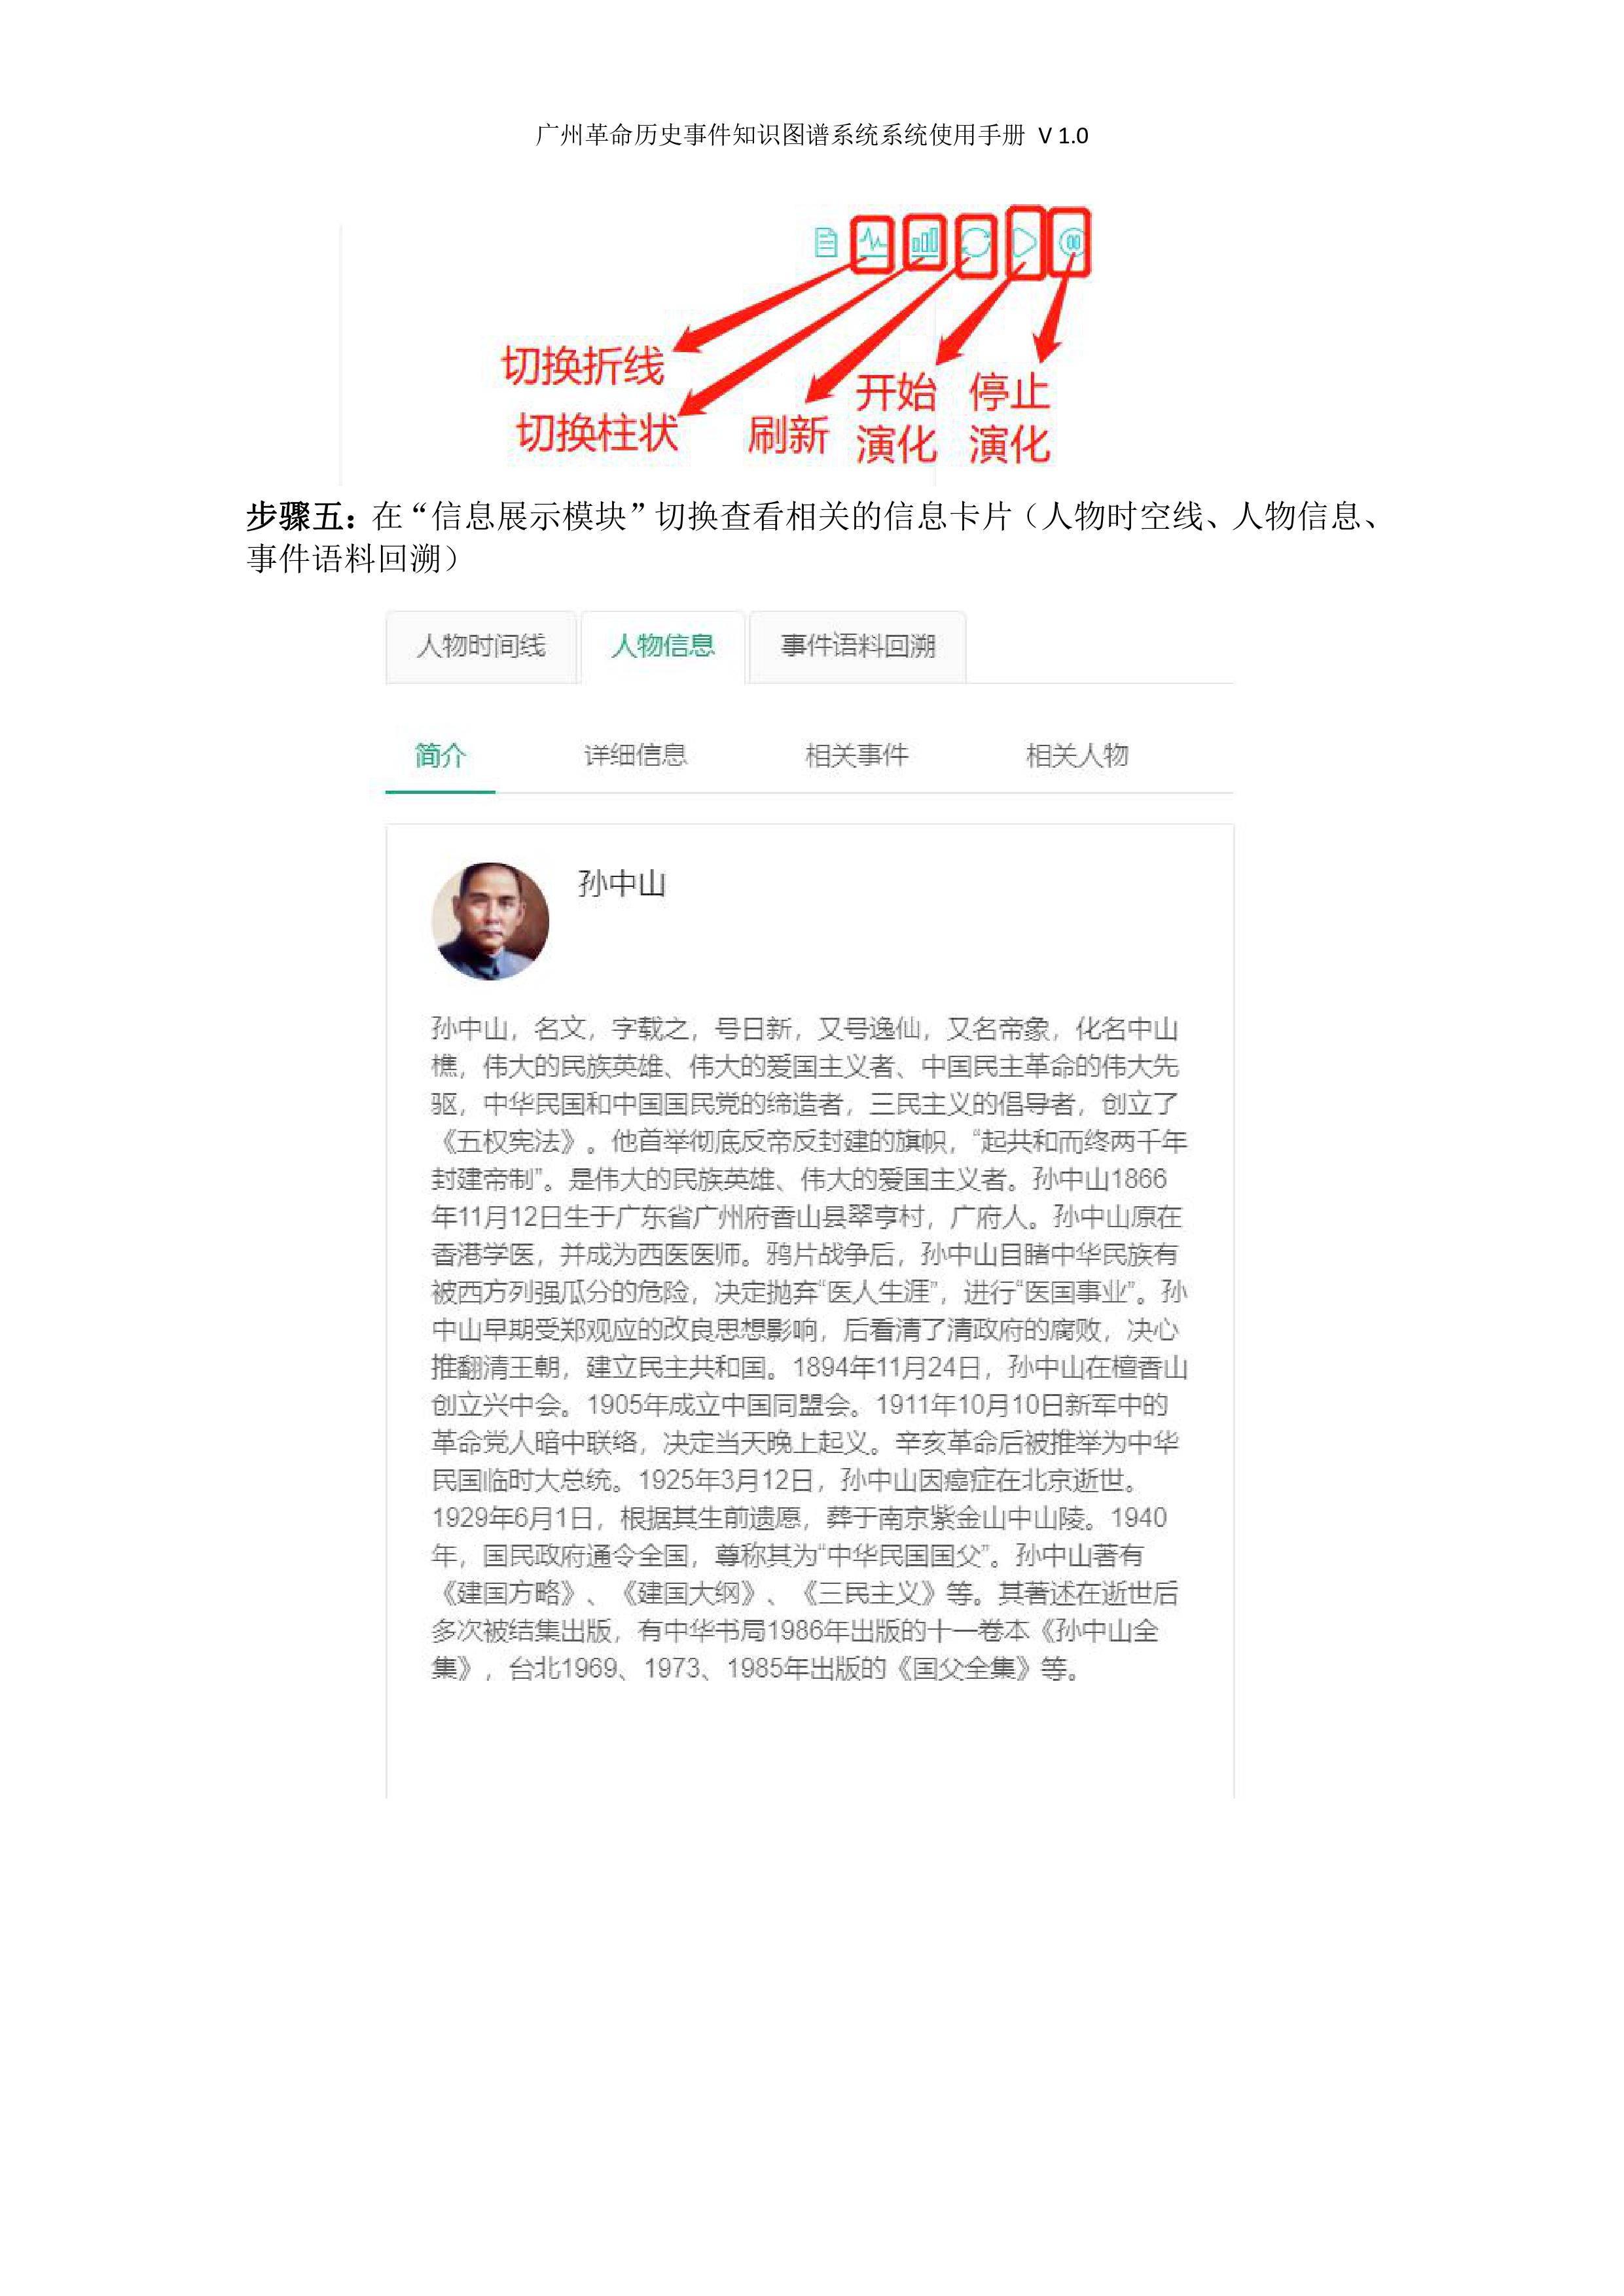 广州革命历史事件知识图谱系统系统使用手册 V 1.0
切换折线
切换柱状
刷新
开始
演化
停止
演化
步骤五：在“信息展示模块”切换查看相关的信息卡片（人物时空线、人物信息、
事件语料回溯）
人物时间线 人物信息 事件语料回溯
简介 详细信息 相关事件 相关人物
孙中山
孙中山，名文，字载之，号日新，又号逸仙，又名帝象，化名中山
樵，伟大的民族英雄、伟大的爱国主义者、中国民主革命的伟大先
驱，中华民国和中国国民党的缔造者，三民主义的倡导者，创立了
《五权宪法》。他首举彻底反帝反封建的旗帜，“起共和而终两千年
封建帝制”。是伟大的民族英雄、伟大的爱国主义者。孙中山1866
年11月12日生于广东省广州府香山县翠亨村，广府人。孙中山原在
香港学医，并成为西医医师。鸦片战争后，孙中山目睹中华民族有
被西方列强瓜分的危险，决定抛弃“医人生涯”，进行“医国事业”。孙
中山早期受郑观应的改良思想影响，后看清了清政府的腐败，决心
推翻清王朝，建立民主共和国。1894年11月24日，孙中山在檀香山
创立兴中会。1905年成立中国同盟会。1911年10月10日新军中的
革命党人暗中联络，决定当天晚上起义。辛亥革命后被推举为中华
民国临时大总统。1925年3月12日，孙中山因癌症在北京逝世。
1929年6月1日，根据其生前遗愿，葬于南京紫金山中山陵。1940
年，国民政府通令全国，尊称其为“中华民国国父”。孙中山著有
《建国方略》、《建国大纲》、《三民主义》等。其著述在逝世后
多次被结集出版，有中华书局1986年出版的十一卷本《孙中山全
集》，台北1969、1973、1985年出版的《国父全集》等。